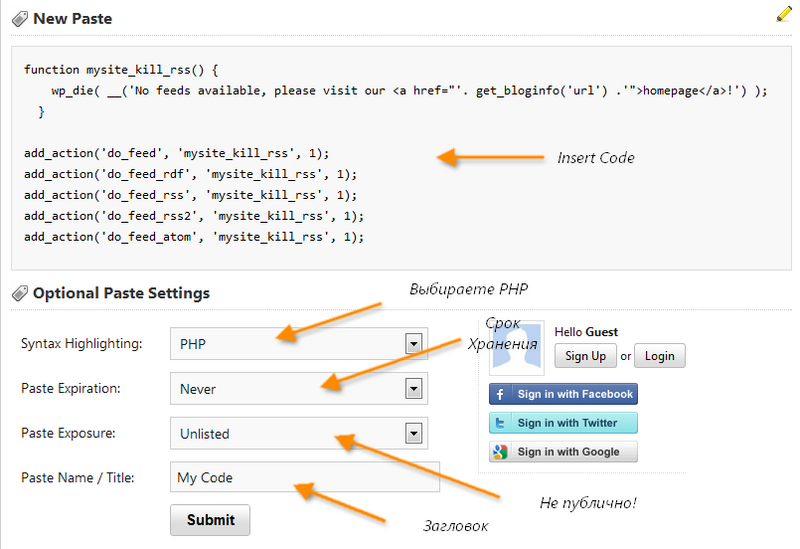 New Paste
function mysite_kill_rss() {
wp_die( __('No feeds available, please visit our <a href="'. get_bloginfo('url') .'">homepage</a>!') );
}
add_action('do_feed', 'mysite_kill_rss', 1);
add_action('do_feed_rdf', 'mysite_kill_rss', 1);
add_action('do_feed_rss', 'mysite_kill_rss', 1);
add_action('do_feed_rss2', 'mysite_kill_rss', 1);
add_action('do_feed_atom', 'mysite_kill_rss', 1);
Insert Code
Optional Paste Settings
Выбираете PHP
Syntax Highlighting: PHP
Срок
Хранения
Hello Guest
Sign Up or Login
Paste Expiration: Never
Sign in with Facebook
Sign in with Twitter
Paste Exposure: Unlisted
Sign in with Google
Paste Name / Title: My Code
Не публично!
Submit
Загловок